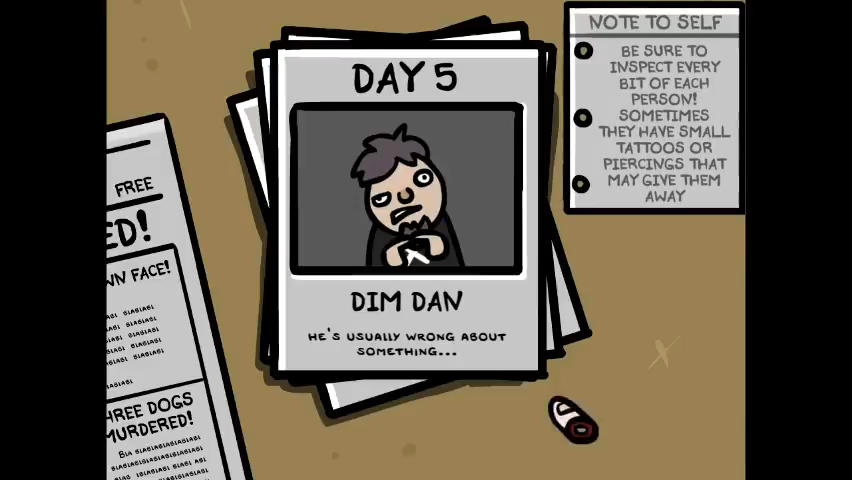 DAY 5
DIM DAN
HE'S USUALLY WRONG ABOUT
SOMETHING...
NOTE TO SELF
BE SURE TO
INSPECT EVERY
BIT OF EACH
PERSON!
SOMETIMES
THEY HAVE SMALL
TATTOOS OR
PIERCINGS THAT
MAY GIVE THEM
AWAY
FREE
ED!
WN FACE!
HREE DOGS
MURDERED!